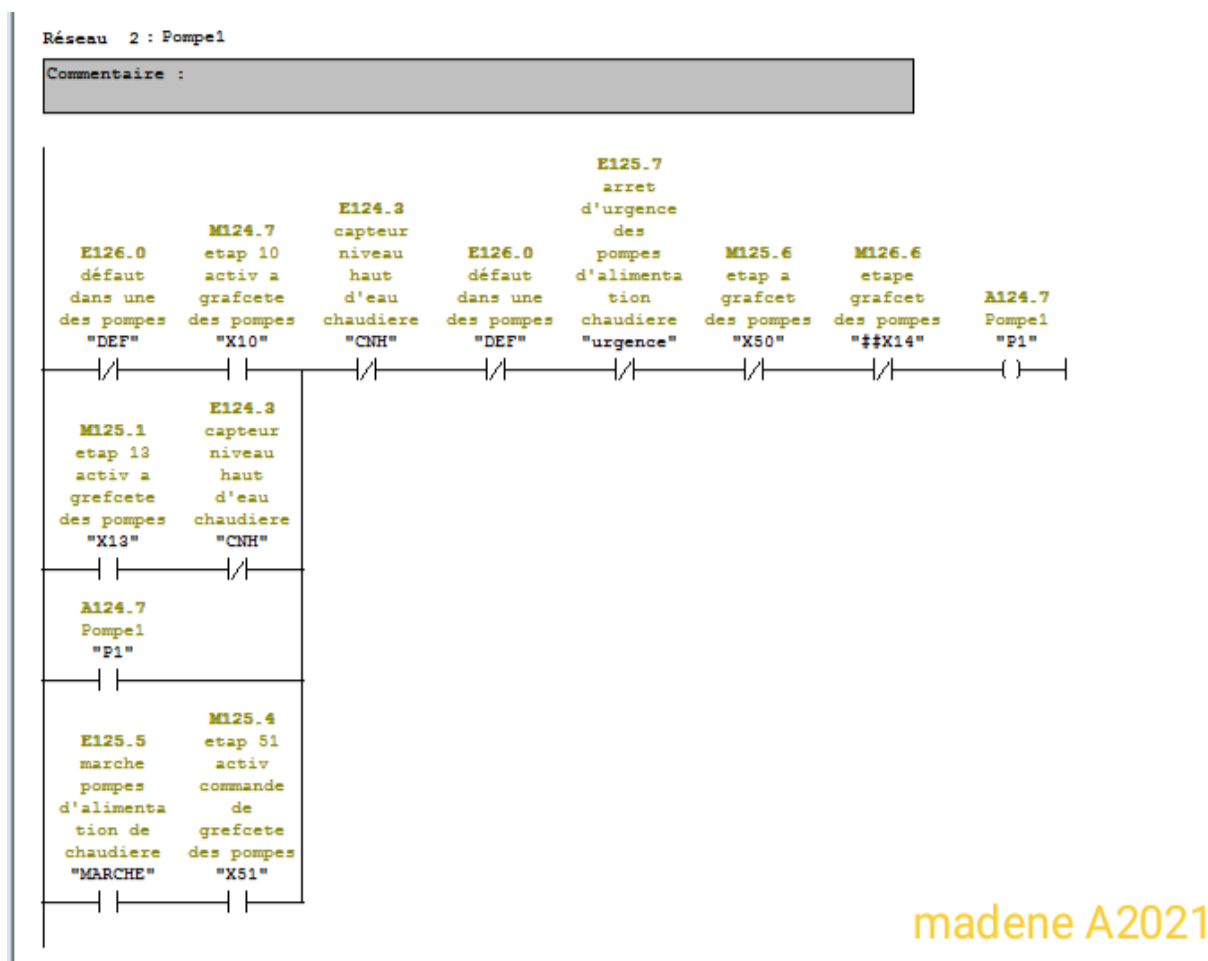 Réseau 2 : Pompe1
Commentaire :
E126.0
défaut
dans une
des pompes
"DEF"
M124.7
etap 10
activ a
grafcete
des pompes
"X10"
E124.3
capteur
niveau
haut
d'eau
chaudiere
"CNH"
E126.0
défaut
dans une
des pompes
"DEF"
E125.7
arret
d'urgence
des
pompes
d'alimenta
tion
chaudiere
"urgence"
M125.6
etap a
grafcet
des pompes
"X50"
M126.6
etape
grafcet
des pompes
"‡‡X14"
A124.7
Pompe1
"P1"
M125.1
etap 13
activ a
grefcete
des pompes
"X13"
E124.3
capteur
niveau
haut
d'eau
chaudiere
"CNH"
A124.7
Pompe1
"P1"
E125.5
marche
pompes
d'alimenta
tion de
chaudiere
"MARCHE"
M125.4
etap 51
activ
commande
de
grefcete
des pompes
"X51"
madene A2021